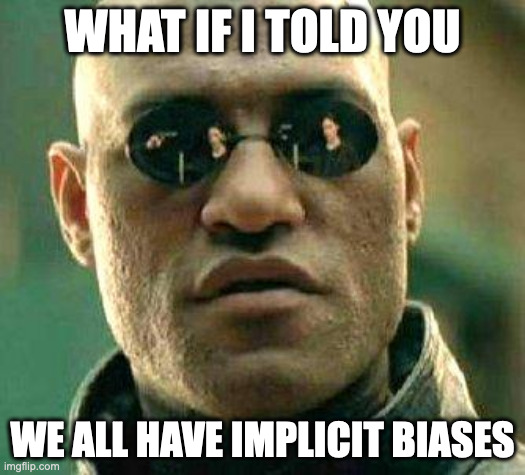 WHAT IF I TOLD YOU
WE ALL HAVE IMPLICIT BIASES
imgflip.com